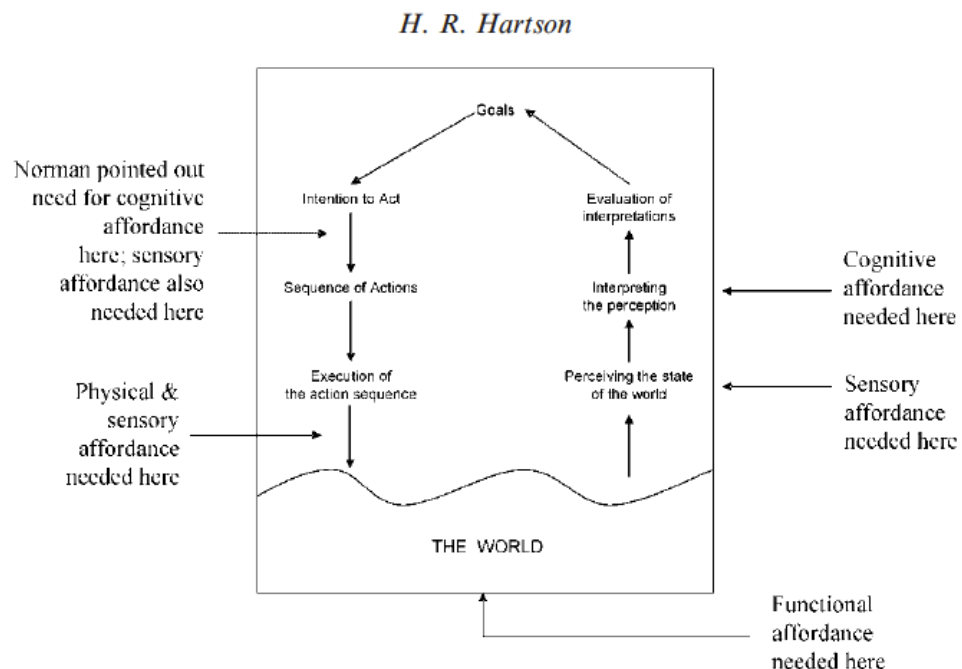 H. R. Hartson
Goals
Norman pointed out
need for cognitive
affordance
here; sensory
affordance also
needed here
Intention to Act
Evaluation of
interpretations
Sequence of Actions
Interpreting
the perception
Cognitive
affordance
needed here
Execution of
the action sequence
Perceiving the state
of the world
Physical &
sensory
affordance
needed here
Sensory
affordance
needed here
THE WORLD
Functional
affordance
needed here